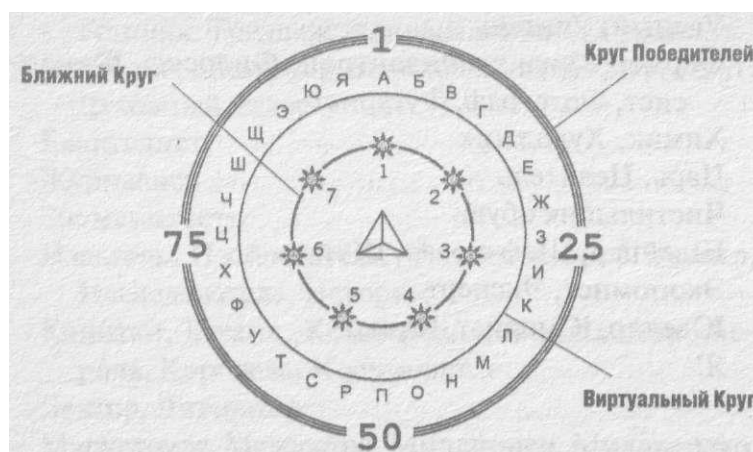 1
Ближний Круг
Круг Победителей
А Б В Г Д Е Ж З И К Л М Н О П Р С Т Ф Х Ц Ч Ш Щ Э Ю Я
1
2
3
4
5
6
7
75
25
50
Виртуальный Круг